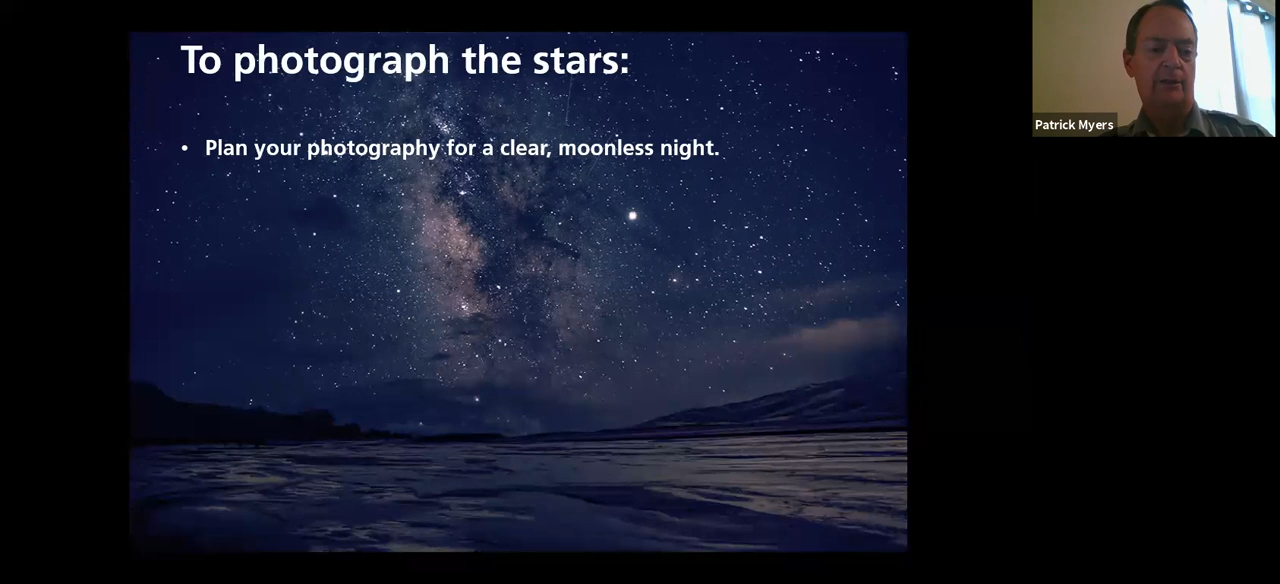 To photograph the stars:
• Plan your photography for a clear, moonless night.
Patrick Myers